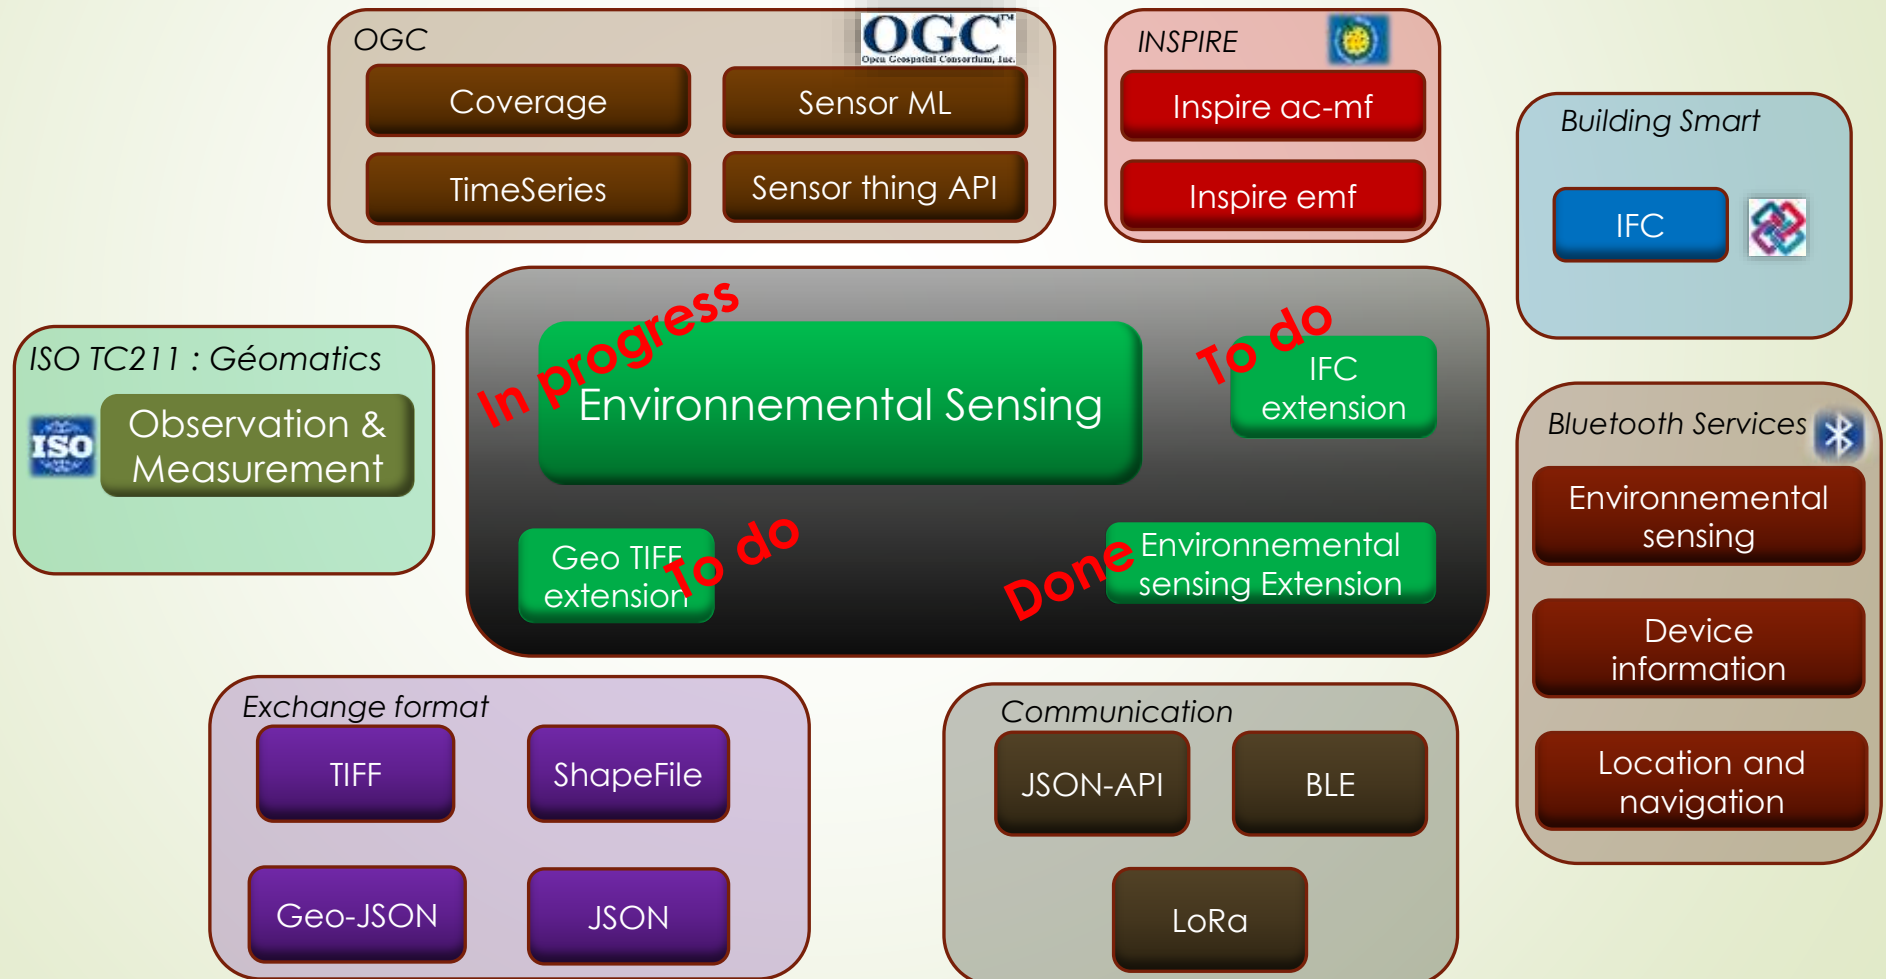 OGC
OGC™
Open Geospatial Consortium, Inc.
Coverage
Sensor ML
TimeSeries
Sensor thing API
INSPIRE
Inspire ac-mf
Inspire emf
Building Smart
IFC
ISO TC211 : Géomatics
ISO
Observation &
Measurement
In progress
Environnemental Sensing
To do
IFC
extension
Geo TIFF
extension
To do
Done
Environnemental
sensing Extension
Bluetooth Services
Environnemental
sensing
Device
information
Location and
navigation
Exchange format
TIFF
ShapeFile
Geo-JSON
JSON
Communication
JSON-API
BLE
LoRa